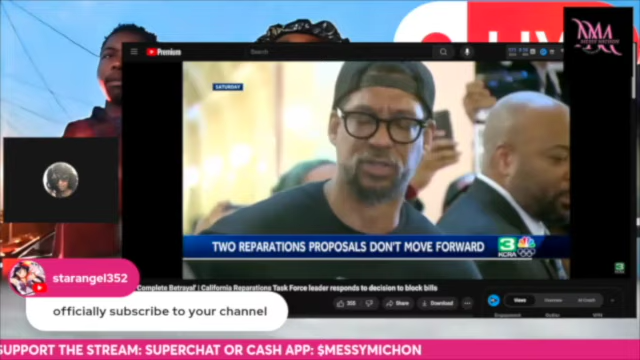 Premium
Search
SATURDAY
TWO REPARATIONS PROPOSALS DON'T MOVE FORWARD
3
KCRA
Complete Betrayal' | California Reparations Task Force leader responds to decision to block bills
Share
Download
starangel352
officially subscribe to your channel
SUPPORT THE STREAM: SUPERCHAT OR CASH APP: $MESSYMICHON